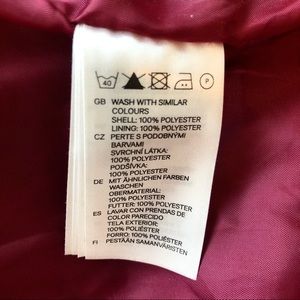 40 P
GB WASH WITH SIMILAR
COLOURS
SHELL: 100% POLYESTER
LINING: 100% POLYESTER
CZ PERTE S PODOBNÝMI
BARVAMI
SVRCHNÍ LÁTKA:
100% POLYESTER
PODŠÍVKA:
100% POLYESTER
DE MIT ÄHNLICHEN FARBEN
WASCHEN
OBERMATERIAL:
100% POLYESTER
FUTTER: 100% POLYESTER
ES LAVAR CON PRENDAS DE
COLOR PARECIDO
TELA EXTERIOR:
100% POLIÉSTER
FORRO: 100% POLIÉSTER
FI PESTÄÄN SAMANVÄRISTEN